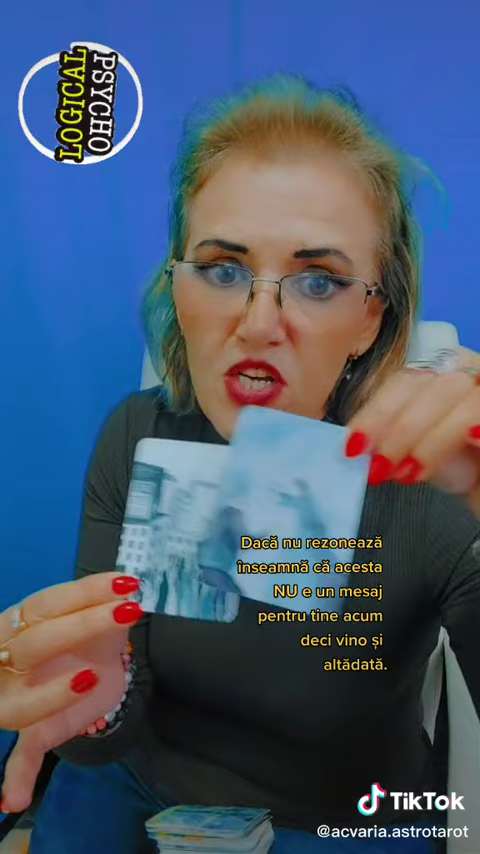 LOGICAL
PSYCHO
Dacă nu rezonează
înseamnă că acesta
NU e un mesaj
pentru tine acum
deci vino și
altădată.
TikTok
@acvaria.astrotarot